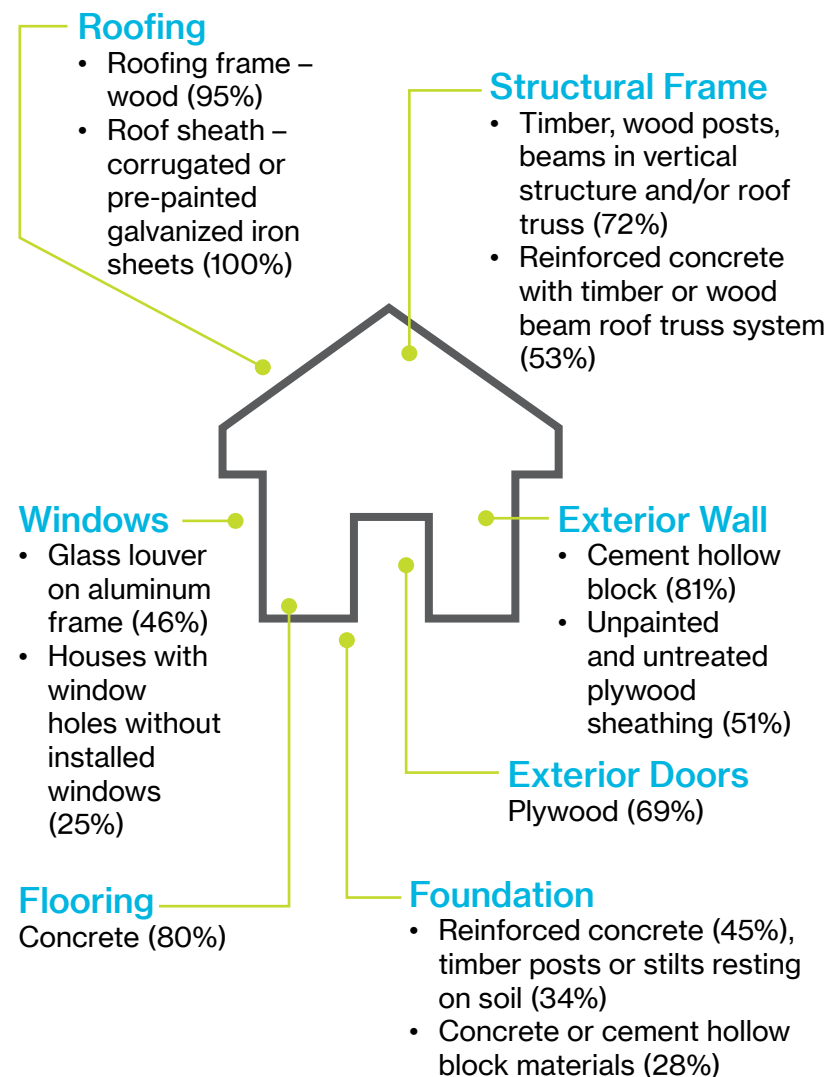 Roofing
• Roofing frame –
wood (95%)
• Roof sheath –
corrugated or
pre-painted
galvanized iron
sheets (100%)
Structural Frame
• Timber, wood posts,
beams in vertical
structure and/or roof
truss (72%)
• Reinforced concrete
with timber or wood
beam roof truss system
(53%)
Windows
• Glass louver
on aluminum
frame (46%)
• Houses with
window
holes without
installed
windows
(25%)
Exterior Wall
• Cement hollow
block (81%)
• Unpainted
and untreated
plywood
sheathing (51%)
Exterior Doors
Plywood (69%)
Flooring
Concrete (80%)
Foundation
• Reinforced concrete (45%),
timber posts or stilts resting
on soil (34%)
• Concrete or cement hollow
block materials (28%)